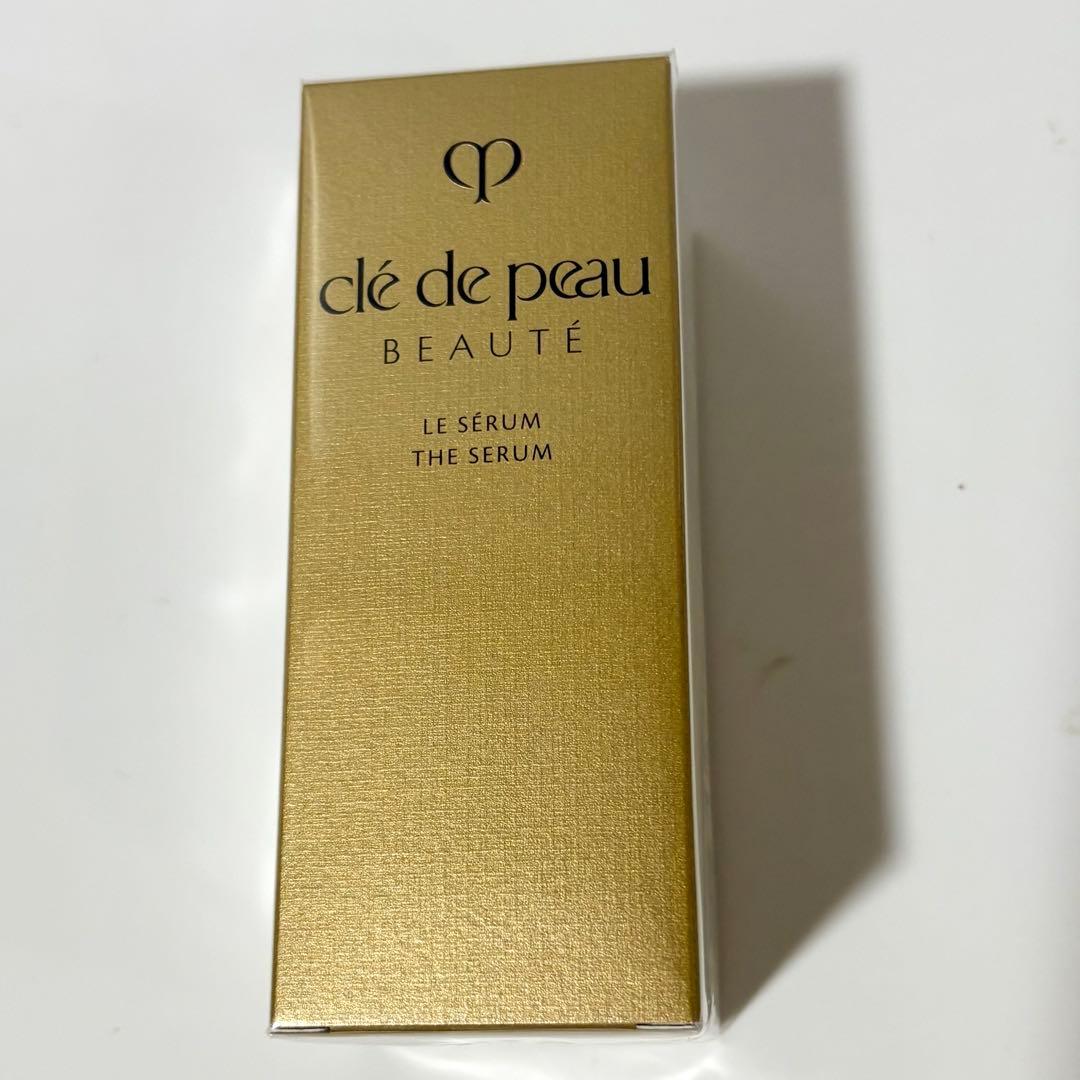 clé de peau
BEAUTÉ
LE SÉRUM
THE SERUM